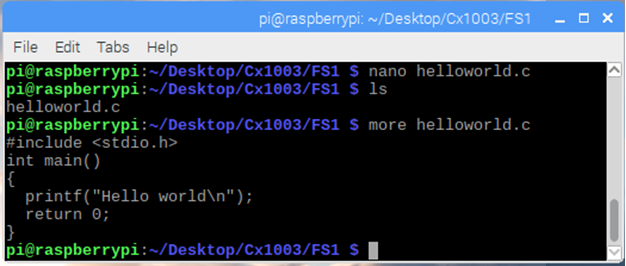 pi@raspberrypi: ~/Desktop/Cx1003/FS1
File Edit Tabs Help
pi@raspberrypi:~/Desktop/Cx1003/FS1 $ nano helloworld.c
pi@raspberrypi:~/Desktop/Cx1003/FS1 $ ls
helloworld.c
pi@raspberrypi:~/Desktop/Cx1003/FS1 $ more helloworld.c
#include <stdio.h>
int main()
{
  printf("Hello world\n");
  return 0;
}
pi@raspberrypi:~/Desktop/Cx1003/FS1 $